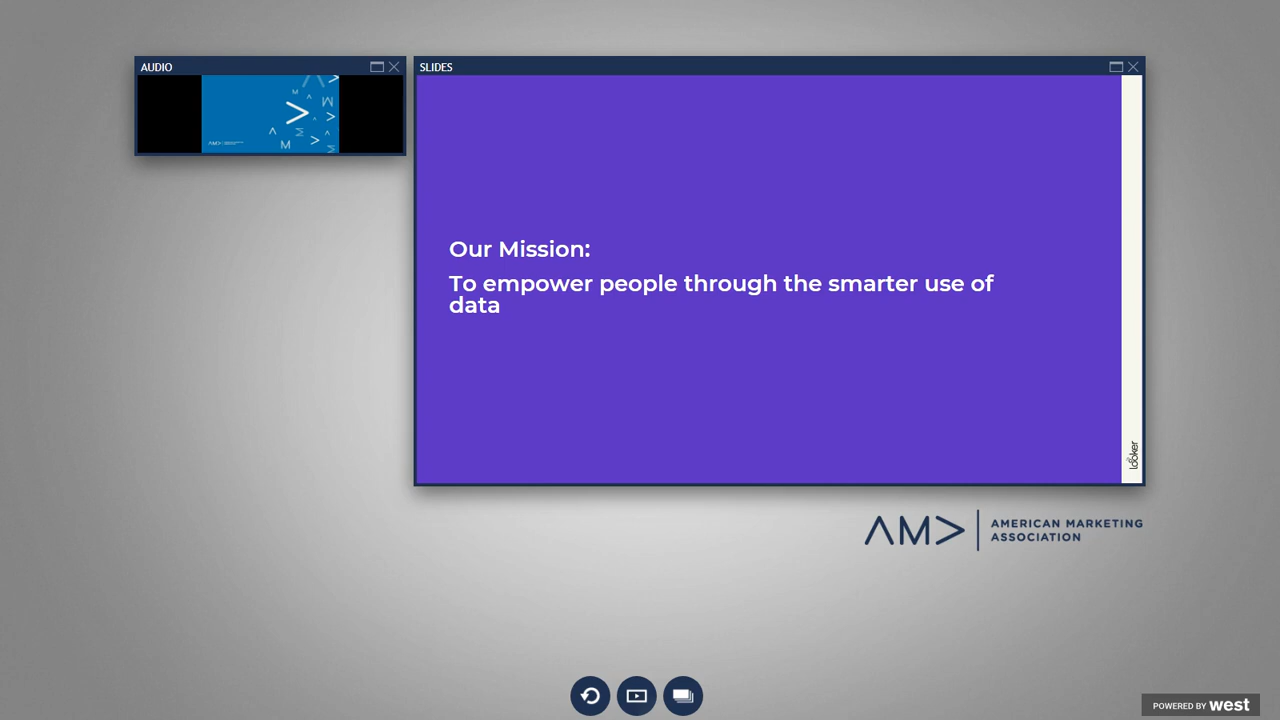 AUDIO
SLIDES
Our Mission:
To empower people through the smarter use of
data
looker
AMERICAN MARKETING
ASSOCIATION
POWERED BY west